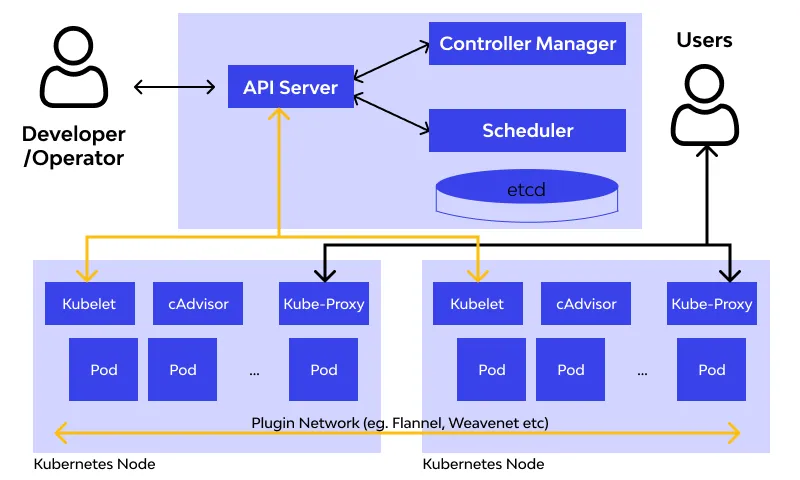 Controller Manager
Users
API Server
Developer
/Operator
Scheduler
etcd
Kubelet
cAdvisor
Kube-Proxy
Kubelet
cAdvisor
Kube-Proxy
Pod
Pod
...
Pod
Pod
Pod
...
Pod
Plugin Network (eg. Flannel, Weavenet etc)
Kubernetes Node
Kubernetes Node